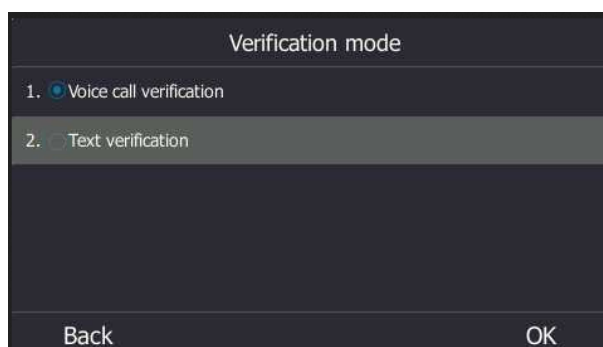 Verification mode
1. Voice call verification
2. Text verification
Back OK